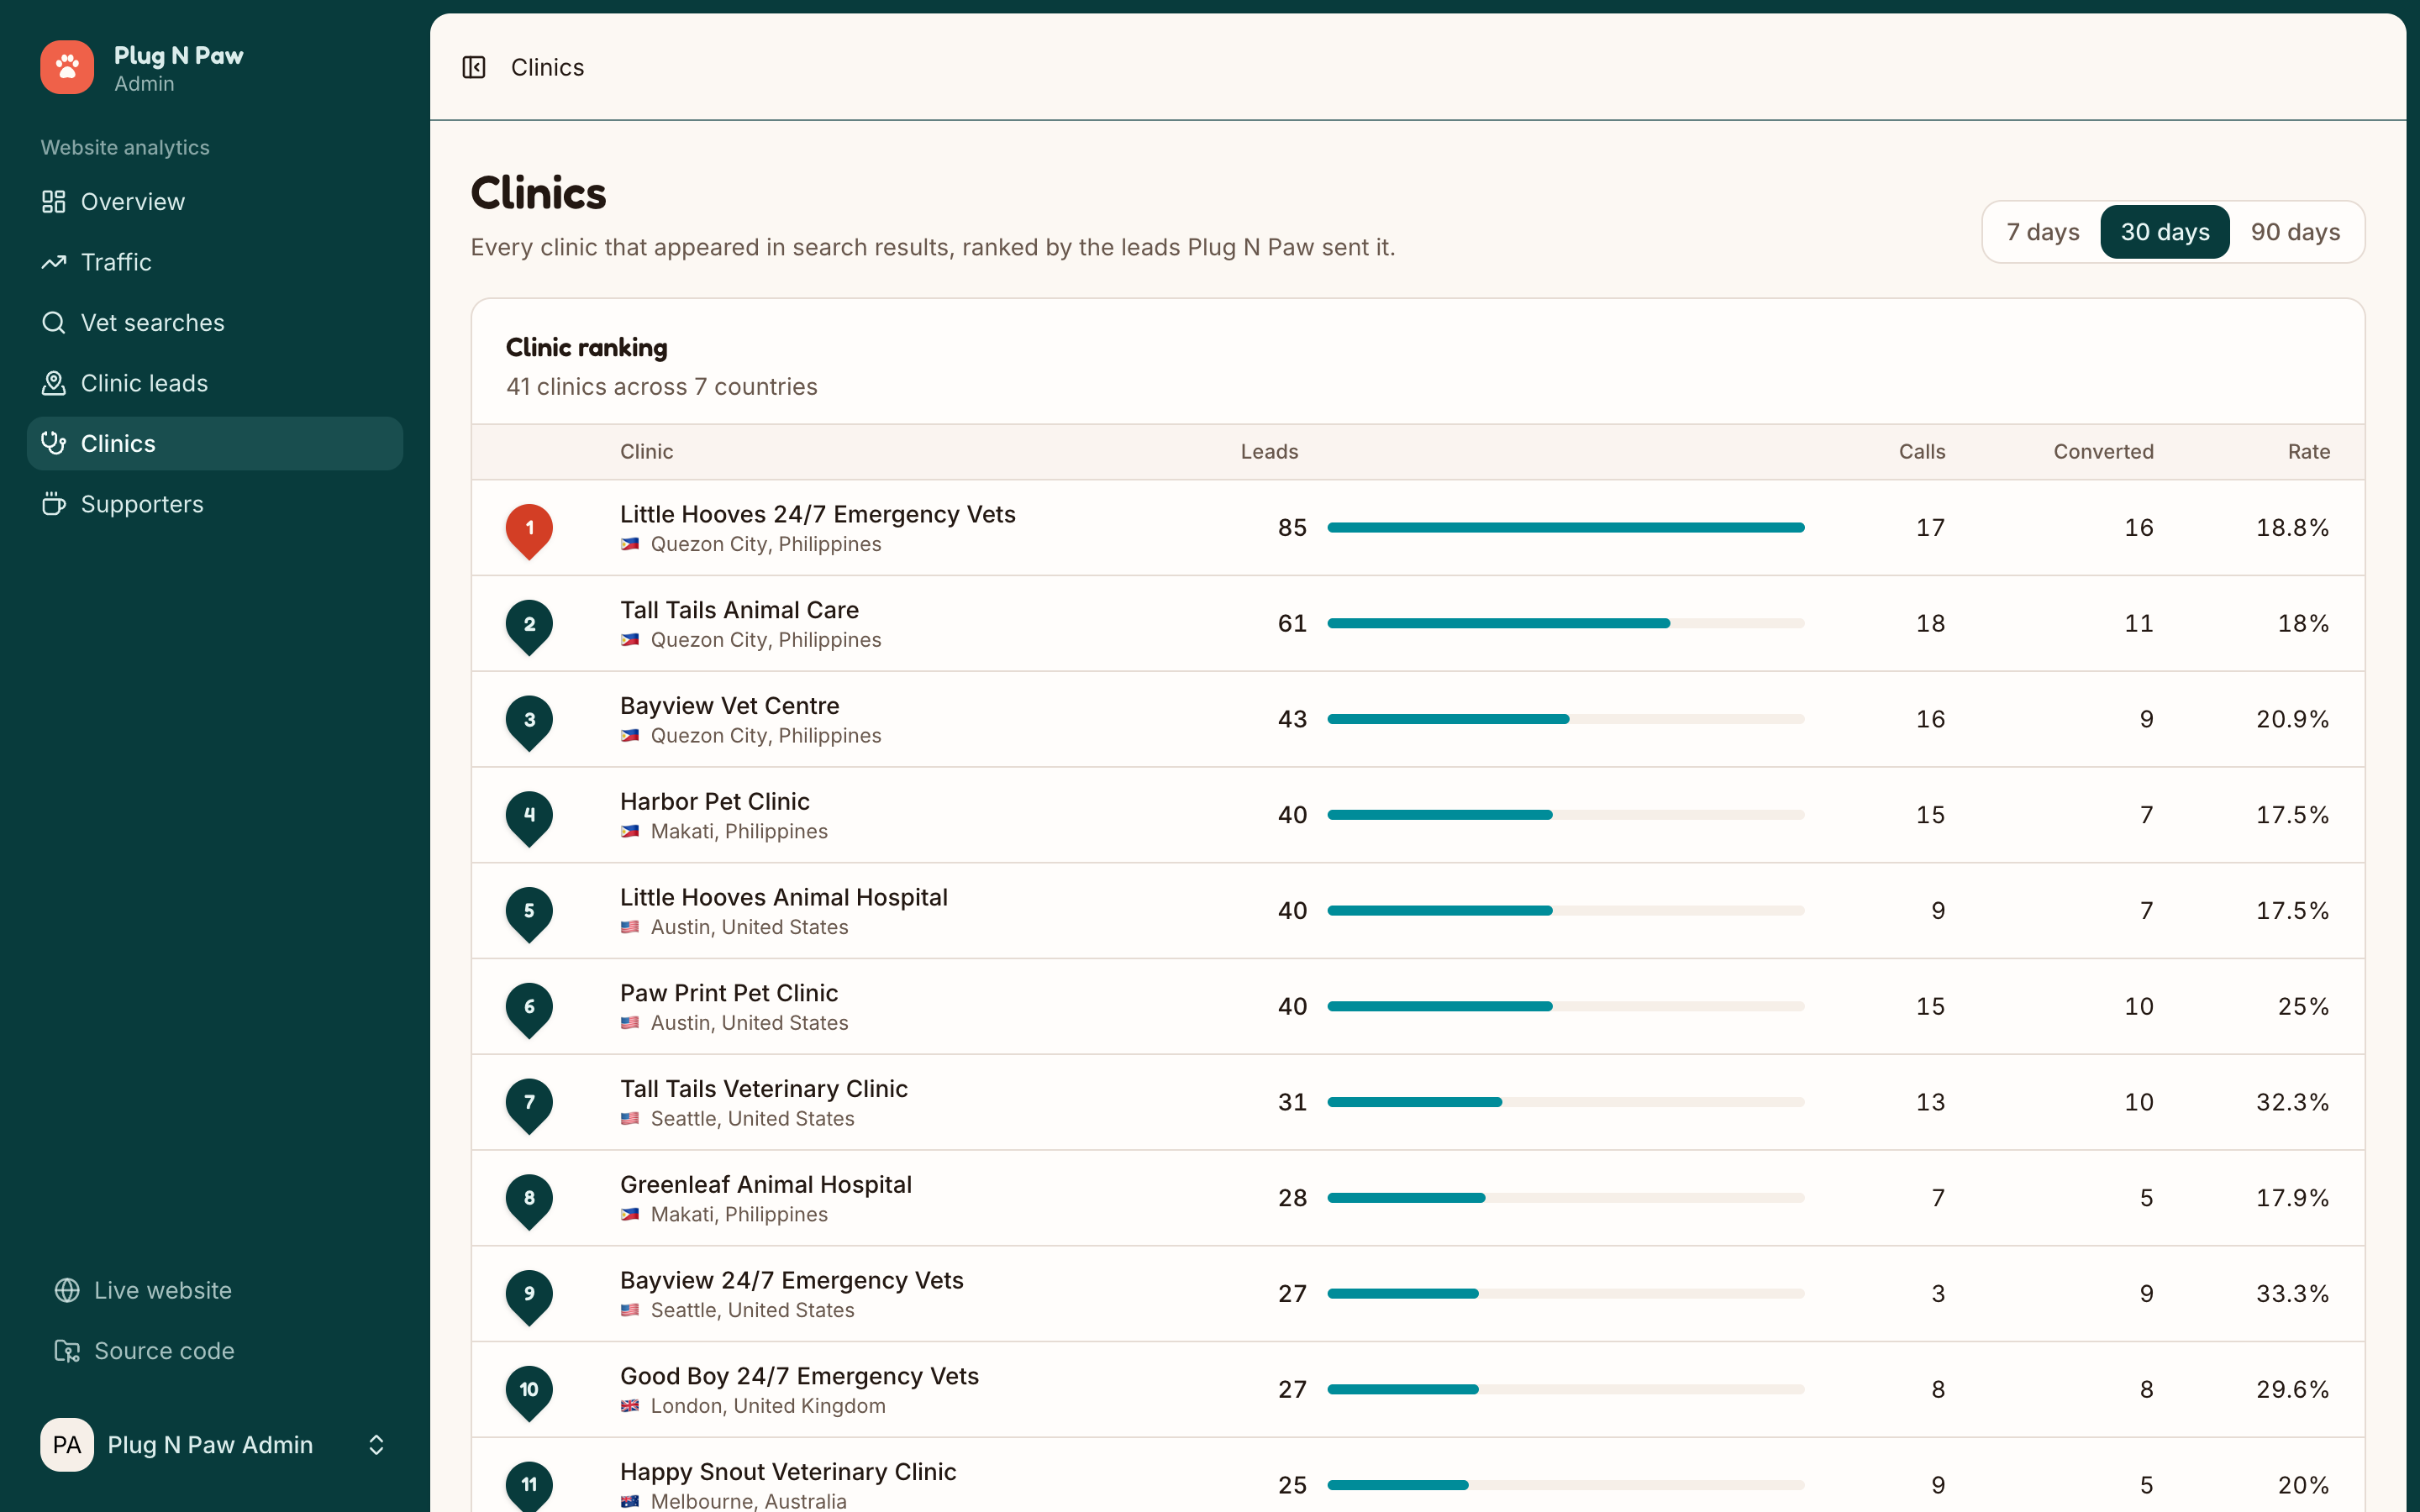 Plug N Paw
Admin
Website analytics
Overview
Traffic
Vet searches
Clinic leads
Clinics
Supporters
Live website
Source code
PA Plug N Paw Admin
Clinics
Clinics
Every clinic that appeared in search results, ranked by the leads Plug N Paw sent it.
7 days 30 days 90 days
Clinic ranking
41 clinics across 7 countries
Clinic Leads Calls Converted Rate
1 Little Hooves 24/7 Emergency Vets 85 17 16 18.8%
Quezon City, Philippines
2 Tall Tails Animal Care 61 18 11 18%
Quezon City, Philippines
3 Bayview Vet Centre 43 16 9 20.9%
Quezon City, Philippines
4 Harbor Pet Clinic 40 15 7 17.5%
Makati, Philippines
5 Little Hooves Animal Hospital 40 9 7 17.5%
Austin, United States
6 Paw Print Pet Clinic 40 15 10 25%
Austin, United States
7 Tall Tails Veterinary Clinic 31 13 10 32.3%
Seattle, United States
8 Greenleaf Animal Hospital 28 7 5 17.9%
Makati, Philippines
9 Bayview 24/7 Emergency Vets 27 3 9 33.3%
Seattle, United States
10 Good Boy 24/7 Emergency Vets 27 8 8 29.6%
London, United Kingdom
11 Happy Snout Veterinary Clinic 25 9 5 20%
Melbourne, Australia